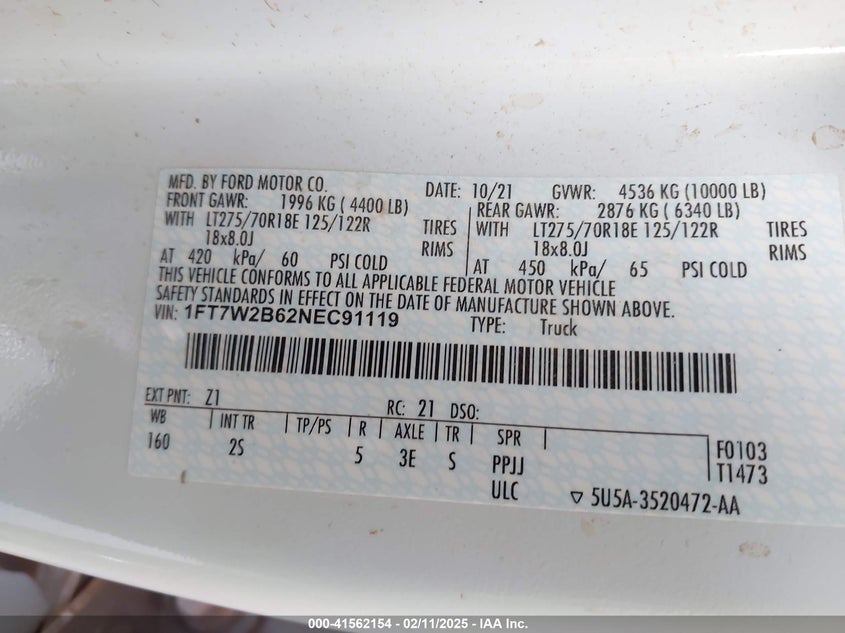 MFD. BY FORD MOTOR CO. DATE: 10/21 GVWR: 4536 KG (10000 LB)
FRONT GAWR: 1996 KG ( 4400 LB) REAR GAWR: 2876 KG ( 6340 LB)
WITH LT275/70R18E 125/122R TIRES WITH LT275/70R18E 125/122R TIRES
18x8.0J RIMS 18x8.0J RIMS
AT 420 kPa/ 60 PSI COLD AT 450 kPa/ 65 PSI COLD
THIS VEHICLE CONFORMS TO ALL APPLICABLE FEDERAL MOTOR VEHICLE
SAFETY STANDARDS IN EFFECT ON THE DATE OF MANUFACTURE SHOWN ABOVE.
VIN: 1FT7W2B62NEC91119 TYPE: Truck
EXT PNT: Z1 RC: 21 DSO:
WB INT TR TP/PS R AXLE TR SPR F0103
160 2S 5 3E S PPJJ T1473
ULC ▽ 5U5A-3520472-AA
000-41562154 — 02/11/2025 — IAA Inc.